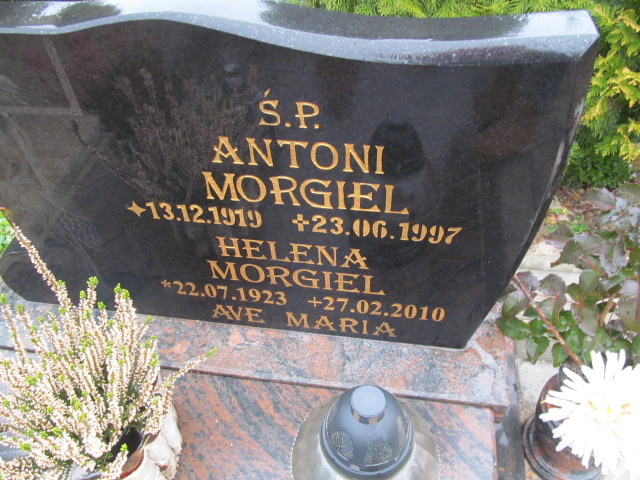 Ś.P.
ANTONI
MORGIEL
✦13.12.1919 +23.06.1997
HELENA
MORGIEL
*22.07.1923 +27.02.2010
AVE MARIA